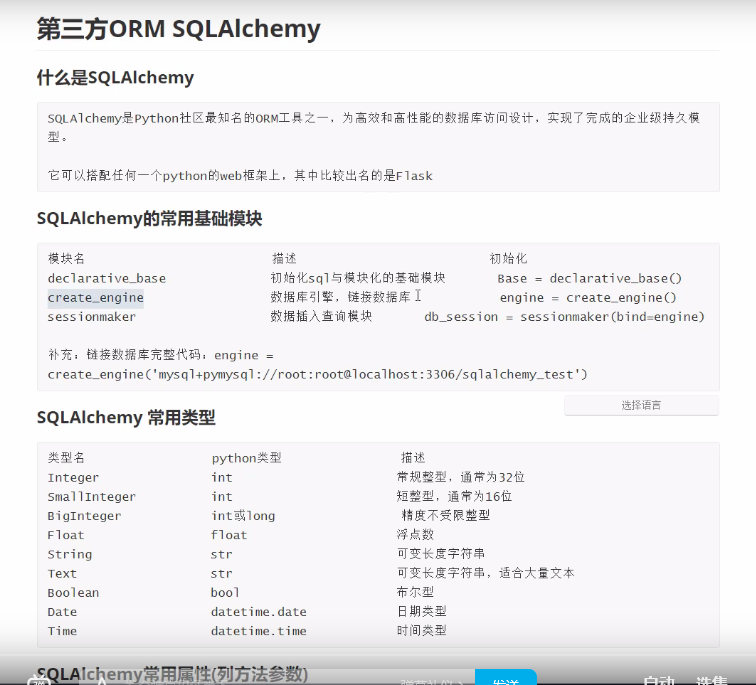 第三方ORM SQLAlchemy
什么是SQLAlchemy
SQLAlchemy是Python社区最知名的ORM工具之一，为高效和高性能的数据库访问设计，实现了完成的企业级持久模
型。
它可以搭配任何一个python的web框架上，其中比较出名的是Flask
SQLAlchemy的常用基础模块
模块名 描述 初始化
declarative_base 初始化sql与模块化的基础模块 Base = declarative_base()
create_engine 数据库引擎，链接数据库 engine = create_engine()
sessionmaker 数据插入查询模块 db_session = sessionmaker(bind=engine)
补充：链接数据库完整代码：engine =
create_engine('mysql+pymysql://root:root@localhost:3306/sqlalchemy_test')
选择语言
SQLAlchemy 常用类型
类型名 python类型 描述
Integer int 常规整型，通常为32位
SmallInteger int 短整型，通常为16位
BigInteger int或long 精度不受限整型
Float float 浮点数
String str 可变长度字符串
Text str 可变长度字符串，适合大量文本
Boolean bool 布尔型
Date datetime.date 日期类型
Time datetime.time 时间类型
SQLAlchemy常用属性(列方法参数)
弹幕礼仪 发送 自动 选集